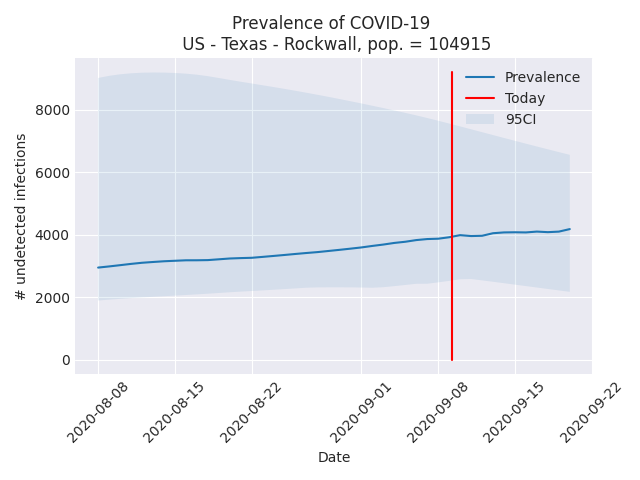 Prevalence of COVID-19
US - Texas - Rockwall, pop. = 104915
Prevalence
Today
95CI
8000
6000
4000
2000
0
# undetected infections
2020-08-08
2020-08-15
2020-08-22
2020-09-01
2020-09-08
2020-09-15
2020-09-22
Date